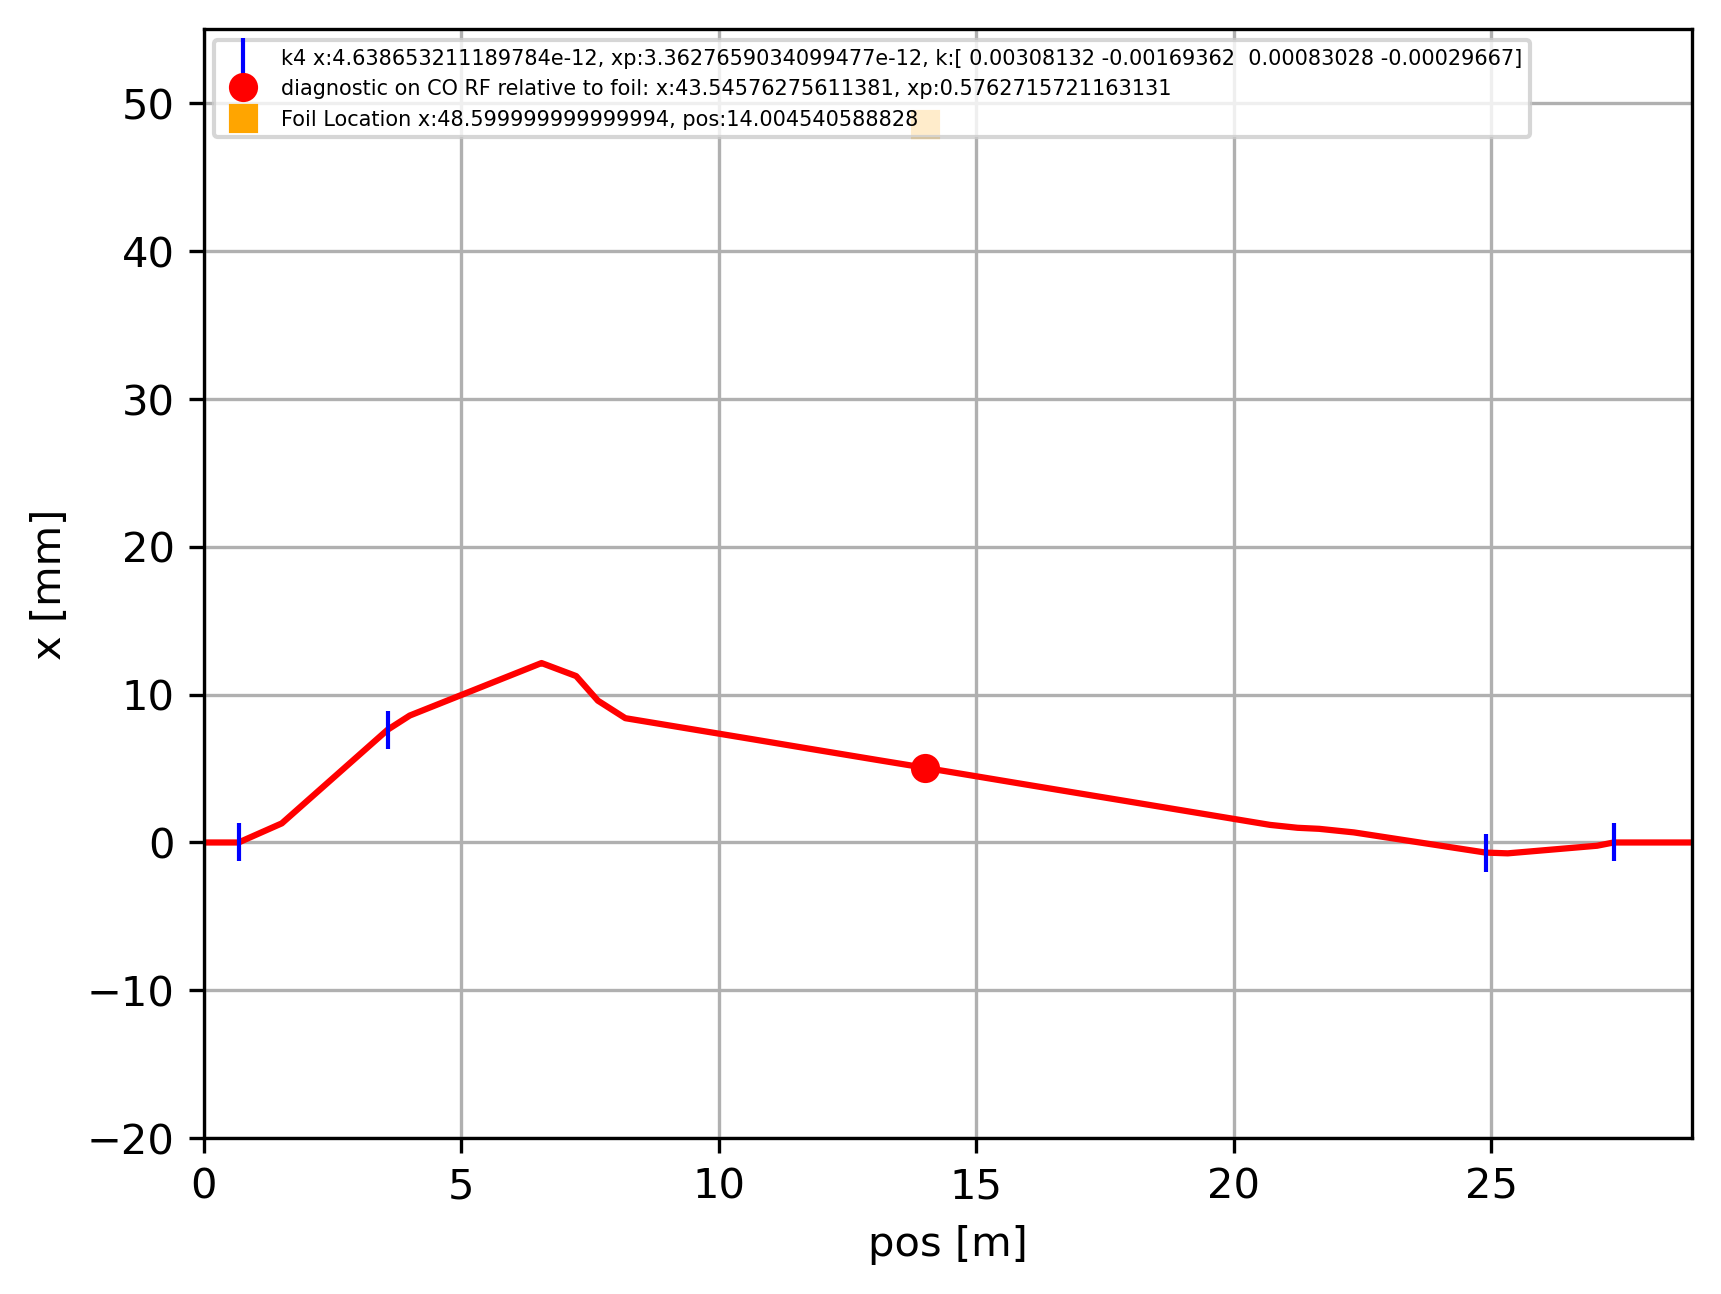 k4 x:4.638653211189784e-12, xp:3.3627659034099477e-12, k:[ 0.00308132 -0.00169362  0.00083028 -0.00029667]
diagnostic on CO RF relative to foil: x:43.54576275611381, xp:0.5762715721163131
Foil Location x:48.599999999999994, pos:14.004540588828
50
40
30
20
10
0
−10
−20
x [mm]
0 5 10 15 20 25
pos [m]